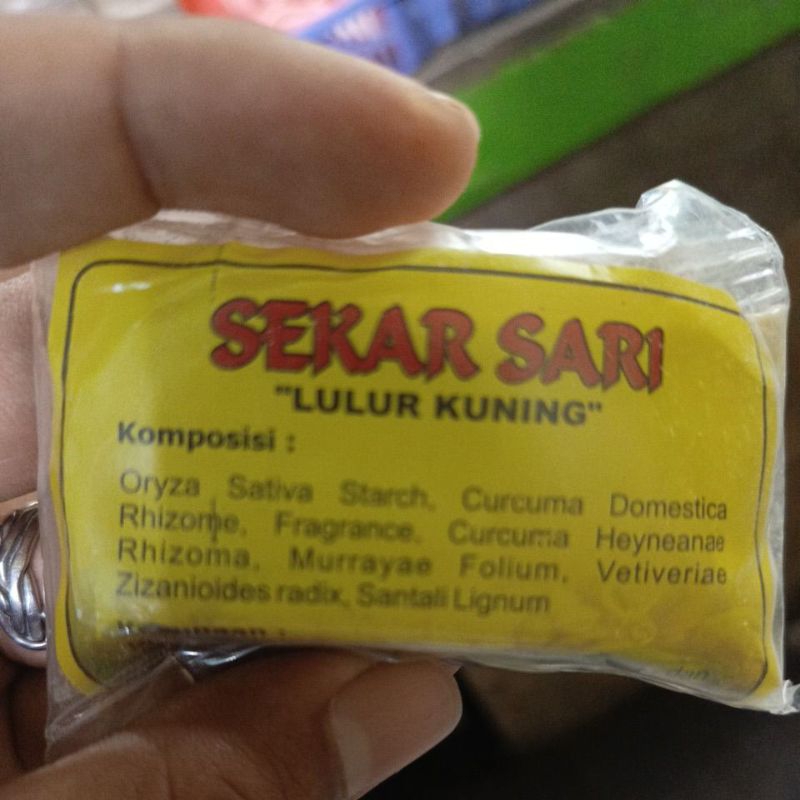 SEKAR SARI
"LULUR KUNING"
Komposisi :
Oryza Sativa Starch, Curcuma Domestica
Rhizome, Fragrance, Curcuma Heyneanae
Rhizoma, Murrayae Folium, Vetiveriae
Zizanioides radix, Santali Lignum